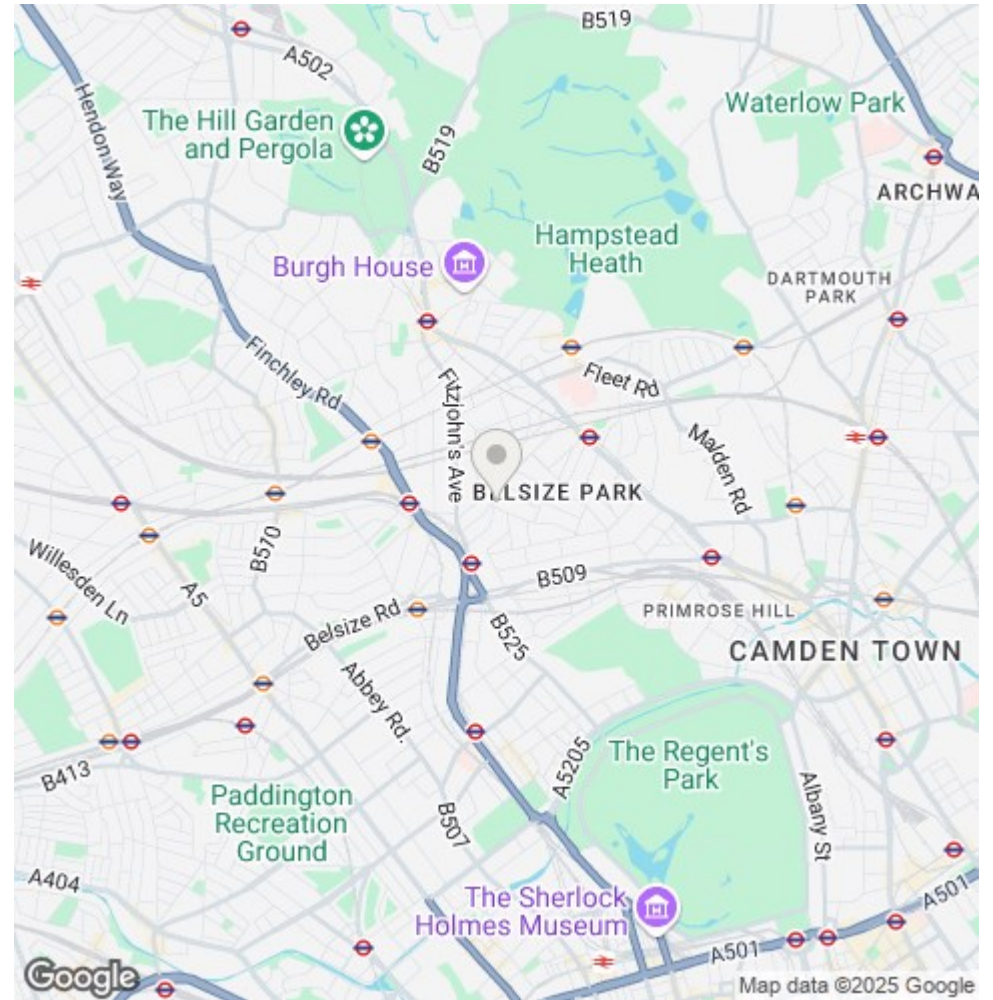 B519
A502
Hendon Way
The Hill Garden
and Pergola
B519
Waterlow Park
ARCHWA
Burgh House
Hampstead
Heath
DARTMOUTH
PARK
Finchley Rd
Fitzjohn's Ave
Fleet Rd
Malden Rd
BELSIZE PARK
B510
Willesden Ln
A5
B509
Belsize Rd
B525
PRIMROSE HILL
CAMDEN TOWN
Abbey Rd.
A5205
The Regent's
Park
B413
Paddington
Recreation
Ground
B507
Albany St
A404
The Sherlock
Holmes Museum
A501
A501
Google
Map data ©2025 Google